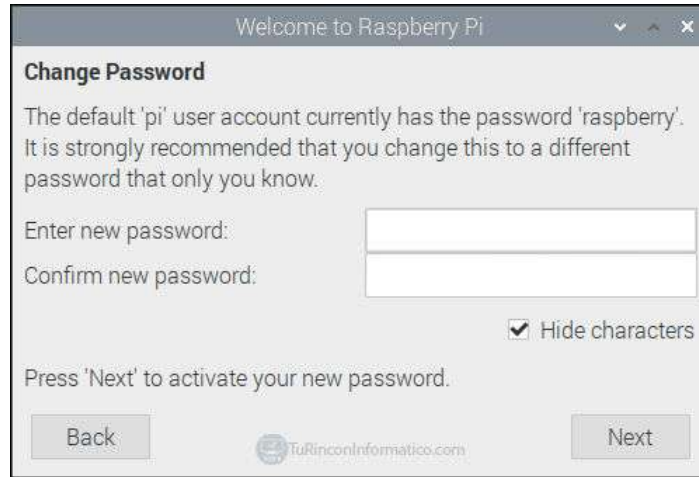 Welcome to Raspberry Pi
Change Password
The default 'pi' user account currently has the password 'raspberry'.
It is strongly recommended that you change this to a different
password that only you know.
Enter new password:
Confirm new password:
Hide characters
Press 'Next' to activate your new password.
Back
TuRinconInformatico.com
Next